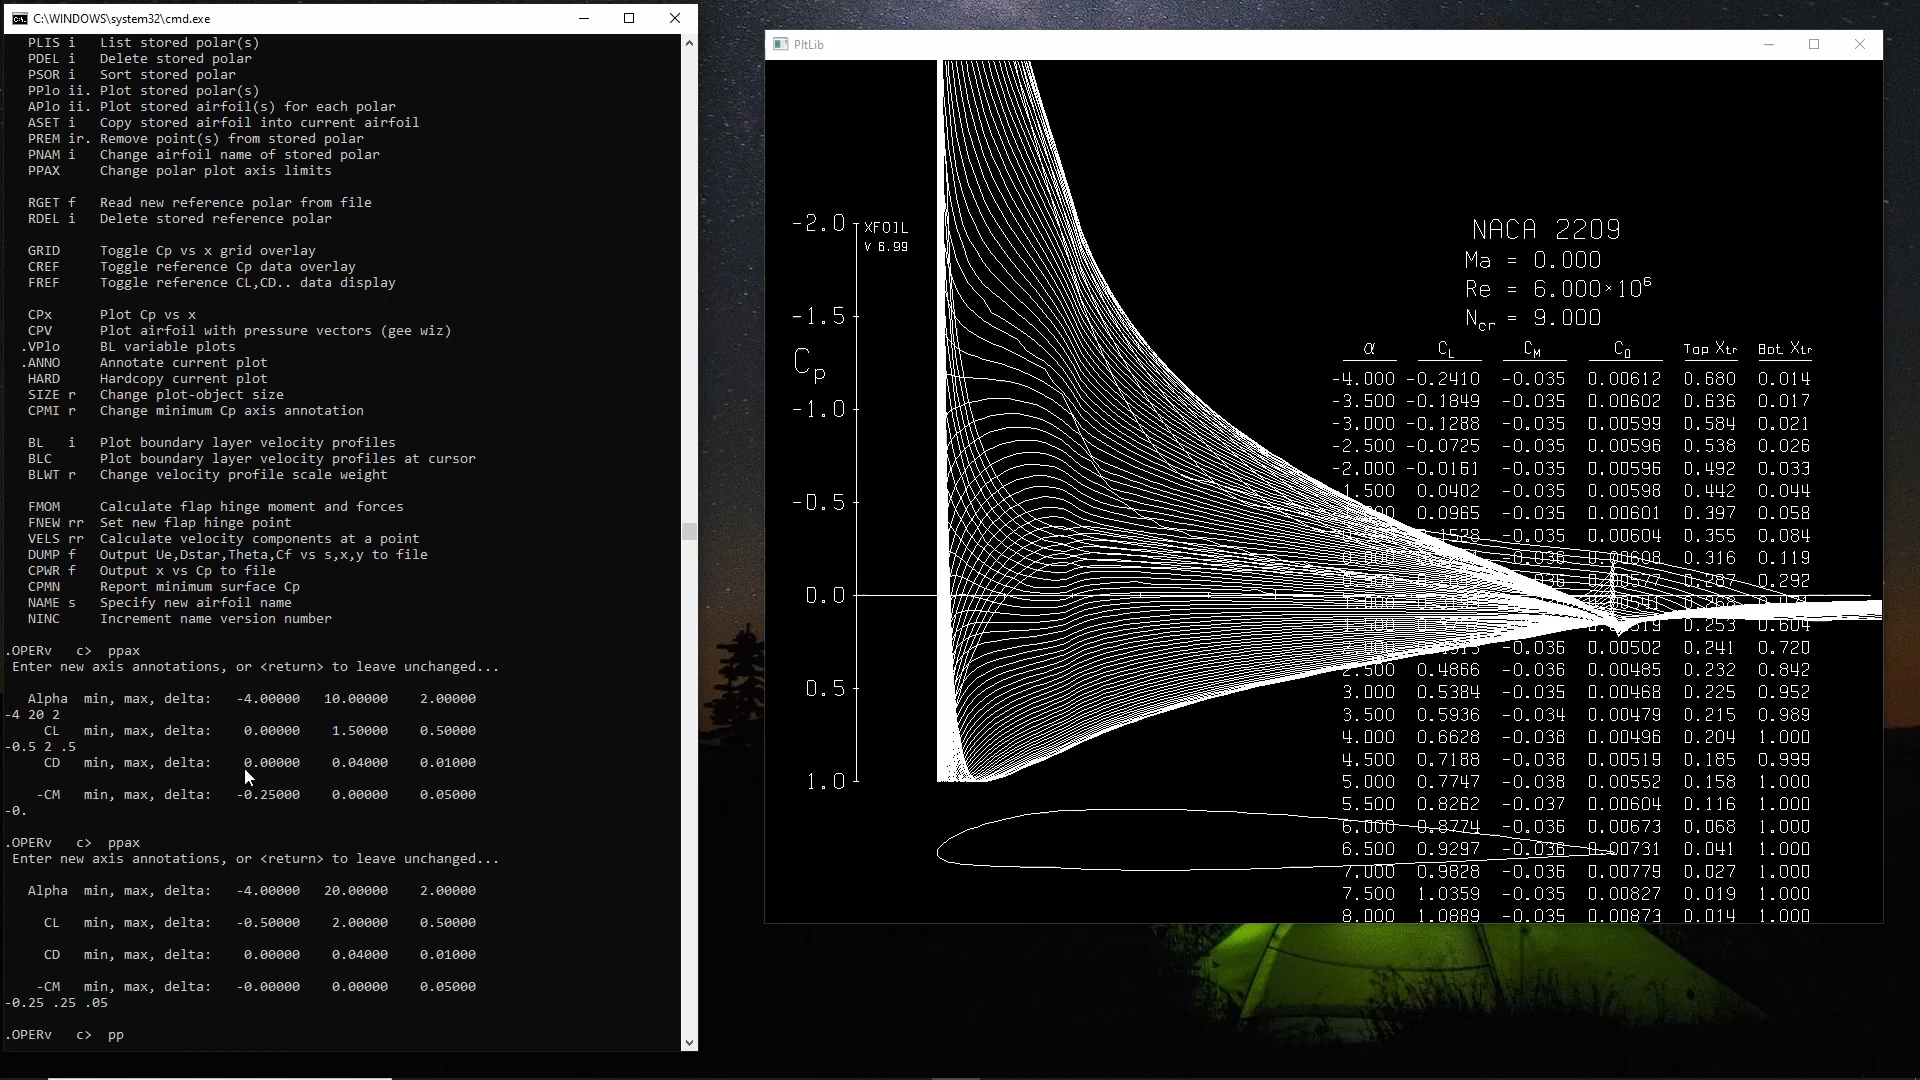 C:\WINDOWS\system32\cmd.exe
PLIS i List stored polar(s)
PDEL i Delete stored polar
PSOR i Sort stored polar
PPlo ii. Plot stored polar(s)
APlo ii. Plot stored airfoil(s) for each polar
ASET i Copy stored airfoil into current airfoil
PREM ir. Remove point(s) from stored polar
PNAM i Change airfoil name of stored polar
PPAX Change polar plot axis limits
RGET f Read new reference polar from file
RDEL i Delete stored reference polar
GRID Toggle Cp vs x grid overlay
CREF Toggle reference Cp data overlay
FREF Toggle reference CL,CD.. data display
CPx Plot Cp vs x
CPV Plot airfoil with pressure vectors (gee wiz)
.VPlo BL variable plots
.ANNO Annotate current plot
HARD Hardcopy current plot
SIZE r Change plot-object size
CPMI r Change minimum Cp axis annotation
BL i Plot boundary layer velocity profiles
BLC Plot boundary layer velocity profiles at cursor
BLWT r Change velocity profile scale weight
FMOM Calculate flap hinge moment and forces
FNEW rr Set new flap hinge point
VELS rr Calculate velocity components at a point
DUMP f Output Ue,Dstar,Theta,Cf vs s,x,y to file
CPWR f Output x vs Cp to file
CPMN Report minimum surface Cp
NAME s Specify new airfoil name
NINC Increment name version number
.OPERv c> ppax
Enter new axis annotations, or <return> to leave unchanged...
Alpha min, max, delta: -4.00000 10.00000 2.00000
-4 20 2
CL min, max, delta: 0.00000 1.50000 0.50000
-0.5 2 .5
CD min, max, delta: 0.00000 0.04000 0.01000
-CM min, max, delta: -0.25000 0.00000 0.05000
-0.
.OPERv c> ppax
Enter new axis annotations, or <return> to leave unchanged...
Alpha min, max, delta: -4.00000 20.00000 2.00000
CL min, max, delta: -0.50000 2.00000 0.50000
CD min, max, delta: 0.00000 0.04000 0.01000
-CM min, max, delta: -0.00000 0.00000 0.05000
-0.25 .25 .05
.OPERv c> pp
PltLib
-2.0
XFOIL
V 6.99
-1.5
Cp
-1.0
-0.5
0.0
0.5
1.0
NACA 2209
Ma = 0.000
Re = 6.000·10⁶
Ncr = 9.000
α CL CM CD Top Xtr Bot Xtr
-4.000 -0.2410 -0.035 0.00612 0.680 0.014
-3.500 -0.1849 -0.035 0.00602 0.636 0.017
-3.000 -0.1288 -0.035 0.00599 0.584 0.021
-2.500 -0.0725 -0.035 0.00596 0.538 0.026
-2.000 -0.0161 -0.035 0.00596 0.492 0.033
1.500 0.0402 -0.035 0.00598 0.442 0.044
0.0965 -0.035 0.00601 0.397 0.058
-0.035 0.00604 0.355 0.084
-0.036 0.00608 0.316 0.119
0.292
0.253 0.604
-0.036 0.00502 0.241 0.720
2.500 0.4866 -0.036 0.00485 0.232 0.842
3.000 0.5384 -0.035 0.00468 0.225 0.952
3.500 0.5936 -0.034 0.00479 0.215 0.989
4.000 0.6628 -0.038 0.00496 0.204 1.000
4.500 0.7188 -0.038 0.00519 0.185 0.999
5.000 0.7747 -0.038 0.00552 0.158 1.000
5.500 0.8262 -0.037 0.00604 0.116 1.000
6.000 0.8774 -0.036 0.00673 0.068 1.000
6.500 0.9297 -0.036 0.00731 0.041 1.000
7.000 0.9828 -0.036 0.00779 0.027 1.000
7.500 1.0359 -0.035 0.00827 0.019 1.000
8.000 1.0889 -0.035 0.00873 0.014 1.000